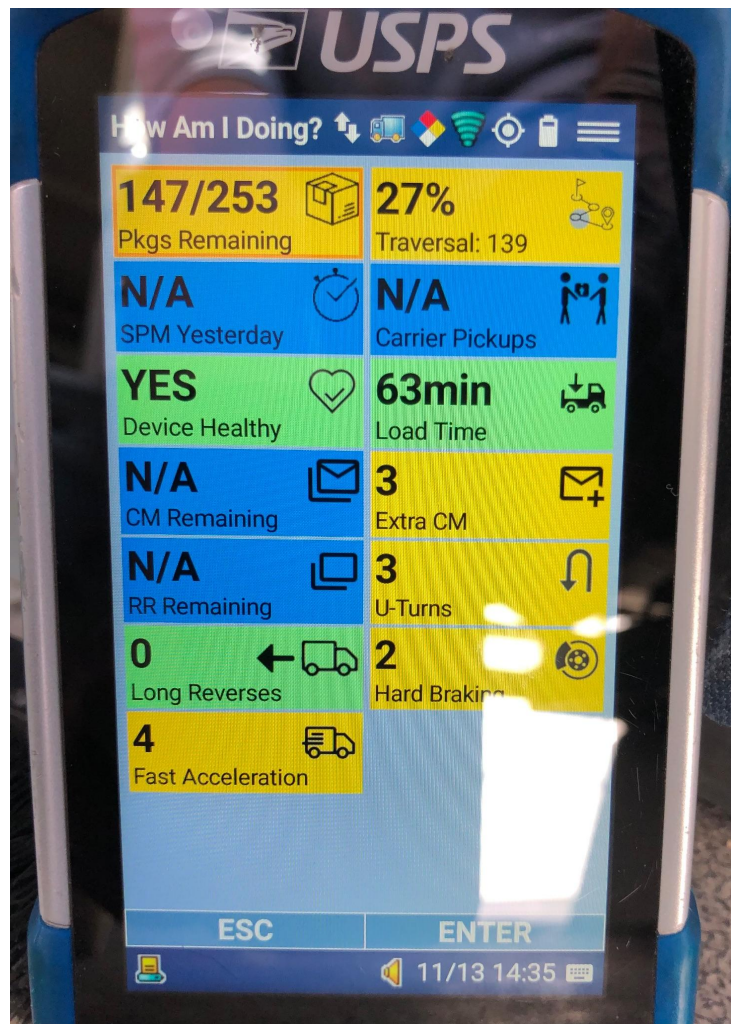 USPS
How Am I Doing?
147/253
Pkgs Remaining
27%
Traversal: 139
N/A
SPM Yesterday
N/A
Carrier Pickups
YES
Device Healthy
63min
Load Time
N/A
CM Remaining
3
Extra CM
N/A
RR Remaining
3
U-Turns
0
Long Reverses
2
Hard Braking
4
Fast Acceleration
ESC
ENTER
11/13 14:35